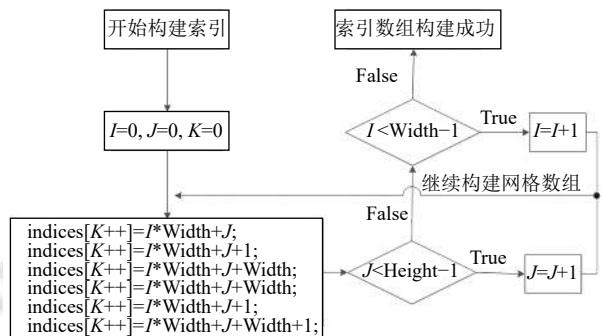 开始构建索引
I=0, J=0, K=0
indices[K++]=I*Width+J;
indices[K++]=I*Width+J+1;
indices[K++]=I*Width+J+Width;
indices[K++]=I*Width+J+Width;
indices[K++]=I*Width+J+1;
indices[K++]=I*Width+J+Width+1;
J<Height−1
True
J=J+1
False
继续构建网格数组
I<Width−1
True
I=I+1
False
索引数组构建成功